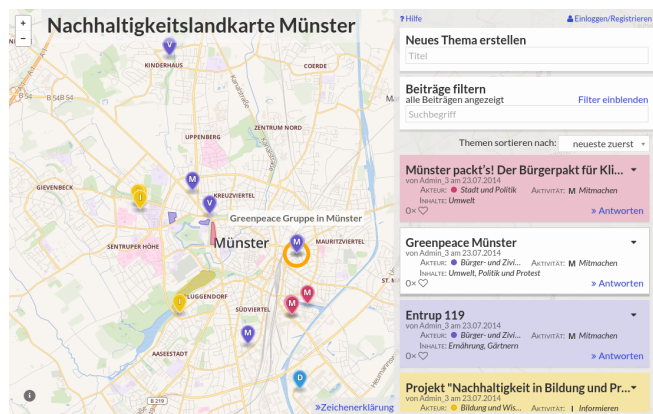 +
−
Nachhaltigkeitslandkarte Münster
V
KINDERHAUS
COERDE
Kanalstraße
B 54
B 54
ZENTRUM NORD
UPPENBERG
Kanalstraße
GIEVENBECK
M
KREUZVIERTEL
I
V
Greenpeace Gruppe in Münster
SENTRUPER HÖHE
Münster
M
MAURITZVIERTEL
PLUGGENDORF
I
SÜDVIERTEL
M
M
M
AASEESTADT
D
B 219
i
»Zeichenerklärung
? Hilfe
Einloggen/Registrieren
Neues Thema erstellen
Titel
Beiträge filtern
alle Beiträgen angezeigt
Filter einblenden
Suchbegriff
Themen sortieren nach: neueste zuerst
Münster packt's! Der Bürgerpakt für Kli...
von Admin_3 am 23.07.2014
AKTEUR: Stadt und Politik AKTIVITÄT: M Mitmachen
INHALTE: Umwelt
0×
» Antworten
Greenpeace Münster
von Admin_3 am 23.07.2014
AKTEUR: Bürger- und Zivi... AKTIVITÄT: M Mitmachen
INHALTE: Umwelt, Politik und Protest
0×
» Antworten
Entrup 119
von Admin_3 am 23.07.2014
AKTEUR: Bürger- und Zivi... AKTIVITÄT: M Mitmachen
INHALTE: Ernährung, Gärtnern
0×
» Antworten
Projekt "Nachhaltigkeit in Bildung und Pr...
von Admin_3 am 23.07.2014
AKTEUR: Bildung und Wis... AKTIVITÄT: I Informieren